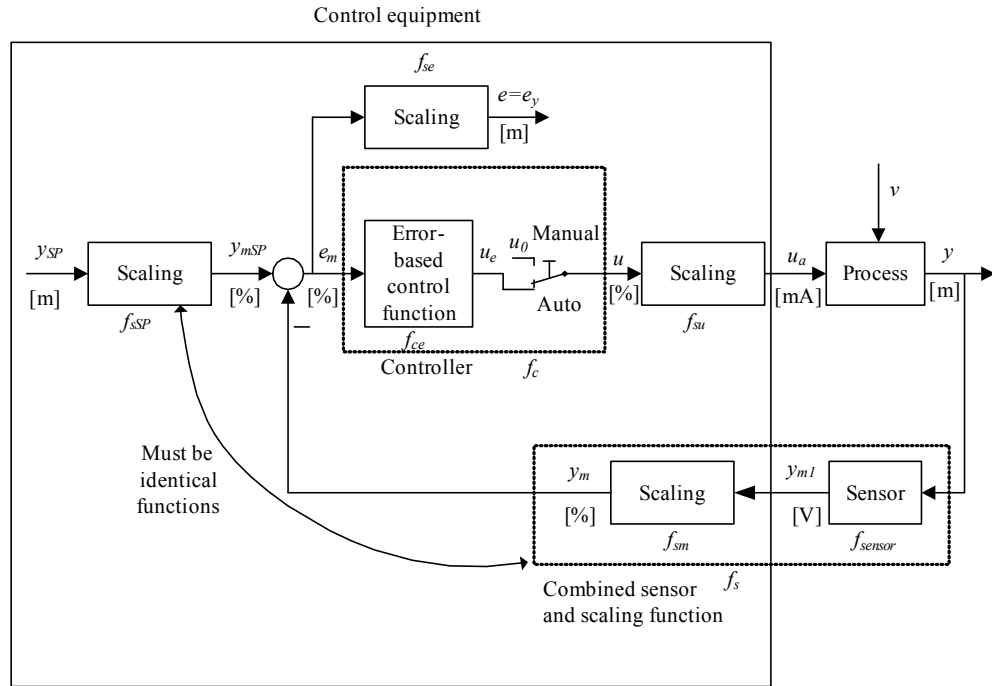 Control equipment
f_se
Scaling
e=e_y
[m]
v
y_SP
[m]
Scaling
f_sSP
y_mSP
[%]
e_m
[%]
Error-
based
control
function
f_ce
u_e
u_0
Manual
Auto
Controller
f_c
u
[%]
Scaling
f_su
u_a
[mA]
Process
y
[m]
−
Must be
identical
functions
y_m
[%]
Scaling
f_sm
y_m1
[V]
Sensor
f_sensor
f_s
Combined sensor
and scaling function